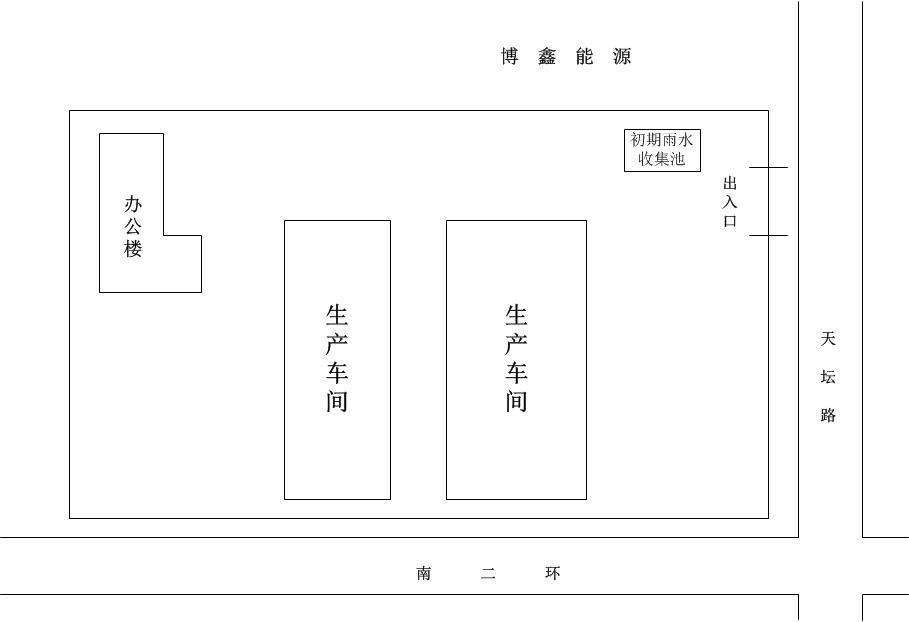 博鑫能源
初期雨水
收集池
出入口
办公楼
生产车间
生产车间
天坛路
南二环